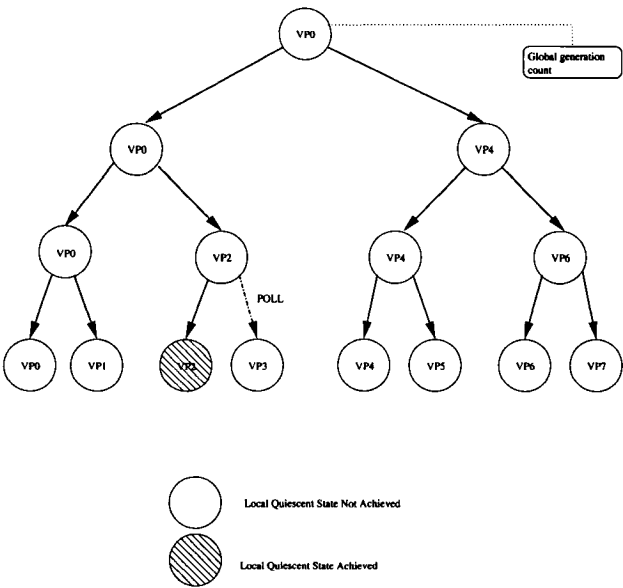 VP0
Global generation
count
VP0
VP4
VP0
VP2
VP4
VP6
POLL
VP0
VP1
VP2
VP3
VP4
VP5
VP6
VP7
Local Quiescent State Not Achieved
Local Quiescent State Achieved